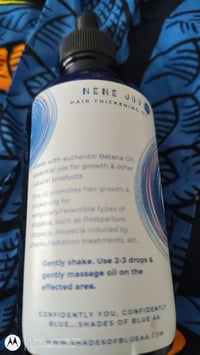 NÉNÉ JUU
HAIR THICKENING
Made with authentic Batana Oil,
essential oils for growth & other
natural products.
This oil promotes hair growth &
thickening for
temporary/reversible types of
Alopecia, such as Postpartum
Alopecia, Alopecia induced by
chemo/radiation treatments, etc.
Gently shake. Use 2-3 drops &
gently massage oil on the
effected area.
CONFIDENTLY YOU, CONFIDENTLY
BLUE...SHADES OF BLUE AA
WWW.SHADESOFBLUEAA.COM